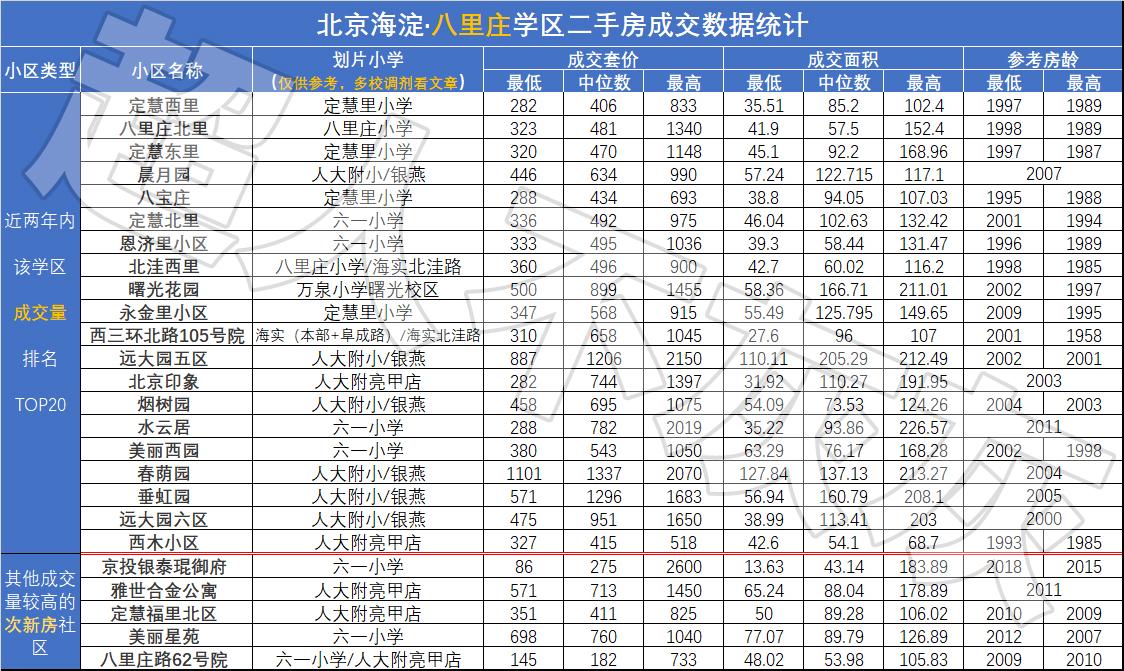 北京海淀·八里庄学区二手房成交数据统计
小区类型 小区名称 划片小学 成交套价 成交面积 参考房龄
(仅供参考，多校调剂看文章) 最低 中位数 最高 最低 中位数 最高 最低 最高
近两年内
该学区
成交量
排名
TOP20
定慧西里 定慧里小学 282 406 833 35.51 85.2 102.4 1997 1989
八里庄北里 八里庄小学 323 481 1340 41.9 57.5 152.4 1998 1989
定慧东里 定慧里小学 320 470 1148 45.1 92.2 168.96 1997 1987
晨月园 人大附小/银燕 446 634 990 57.24 122.715 117.1 2007
八宝庄 定慧里小学 288 434 693 38.8 94.05 107.03 1995 1988
定慧北里 六一小学 336 492 975 46.04 102.63 132.42 2001 1994
恩济里小区 六一小学 333 495 1036 39.3 58.44 131.47 1996 1989
北洼西里 八里庄小学/海实北洼路 360 496 900 42.7 60.02 116.2 1998 1985
曙光花园 万泉小学曙光校区 500 899 1455 58.36 166.71 211.01 2002 1997
永金里小区 定慧里小学 347 568 915 55.49 125.795 149.65 2009 1995
西三环北路105号院 海实（本部+阜成路）/海实北洼路 310 658 1045 27.6 96 107 2001 1958
远大园五区 人大附小/银燕 887 1206 2150 110.11 205.29 212.49 2002 2001
北京印象 人大附亮甲店 282 744 1397 31.92 110.27 191.95 2003
烟树园 人大附小/银燕 458 695 1075 54.09 73.53 124.26 2004 2003
水云居 六一小学 288 782 2019 35.22 93.86 226.57 2011
美丽西园 六一小学 380 543 1050 63.29 76.17 168.28 2002 1998
春荫园 人大附小/银燕 1101 1337 2070 127.84 137.13 213.27 2004
垂虹园 人大附小/银燕 571 1296 1683 56.94 160.79 208.1 2005
远大园六区 人大附小/银燕 475 951 1650 38.99 113.41 203 2000
西木小区 人大附亮甲店 327 415 518 42.6 54.1 68.7 1993 1985
其他成交
量较高的
次新房社
区
京投银泰琨御府 六一小学 86 275 2600 13.63 43.14 183.89 2018 2015
雅世合金公寓 人大附亮甲店 571 713 1450 65.24 88.04 178.89 2011
定慧福里北区 人大附亮甲店 351 411 825 50 89.28 106.02 2010 2009
美丽星苑 六一小学 698 760 1040 77.07 89.79 126.89 2012 2007
八里庄路62号院 六一小学/人大附亮甲店 145 182 733 48.02 53.98 105.83 2009 2010